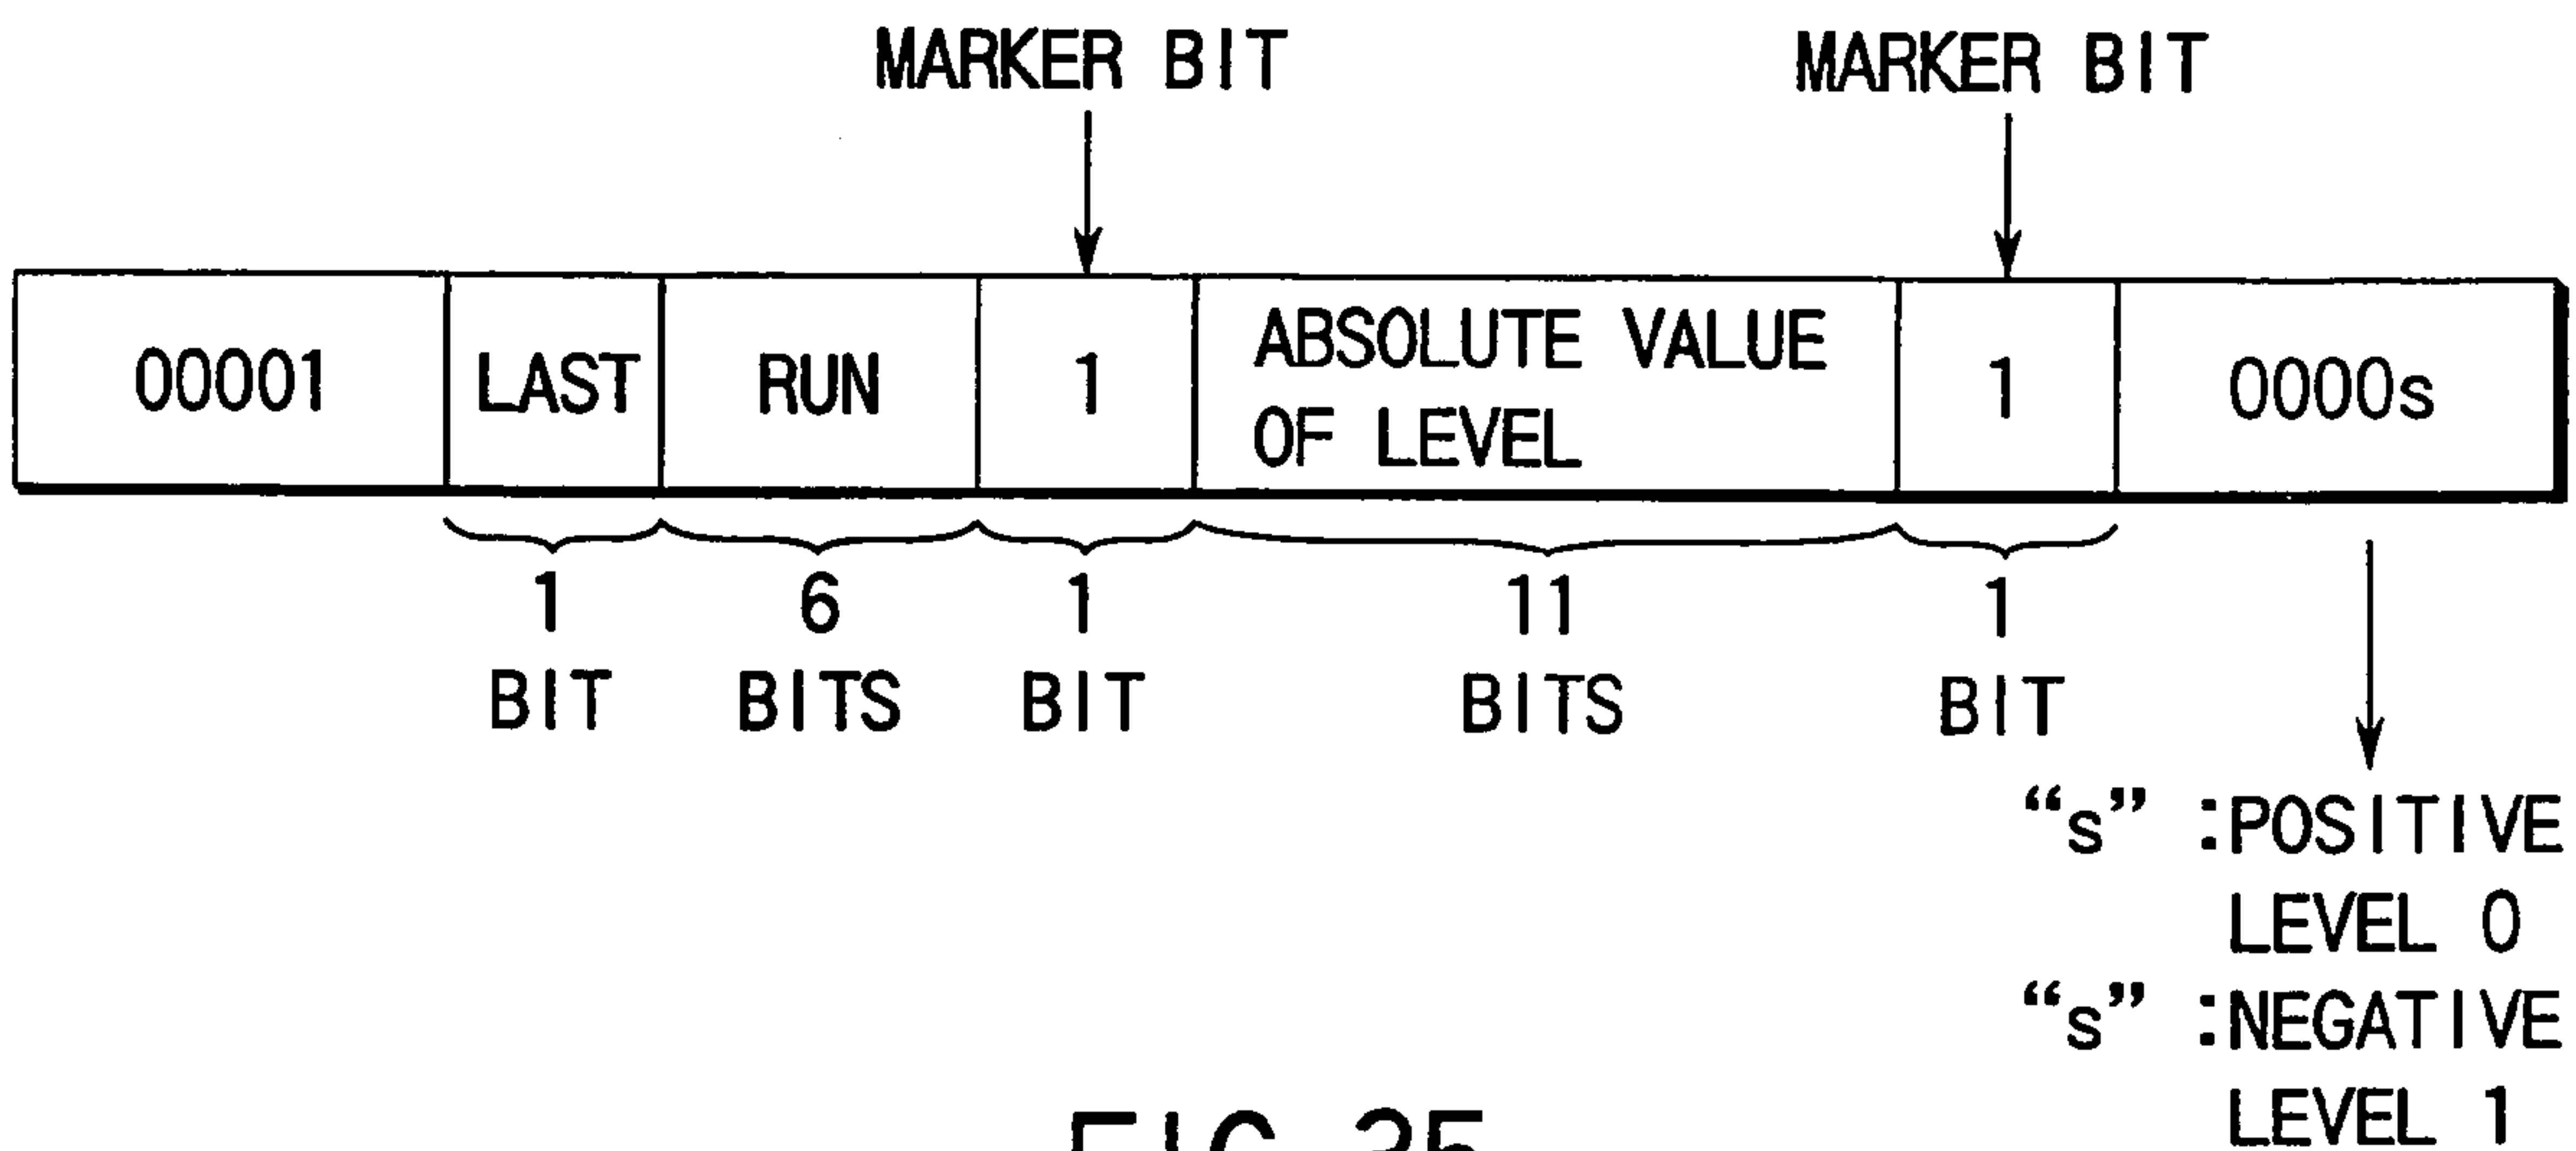 MARKER BIT MARKER BIT
00001 LAST RUN 1 ABSOLUTE VALUE OF LEVEL 1 0000s
1 BIT 6 BITS 1 BIT 11 BITS 1 BIT
“s” :POSITIVE
LEVEL 0
“s” :NEGATIVE
LEVEL 1